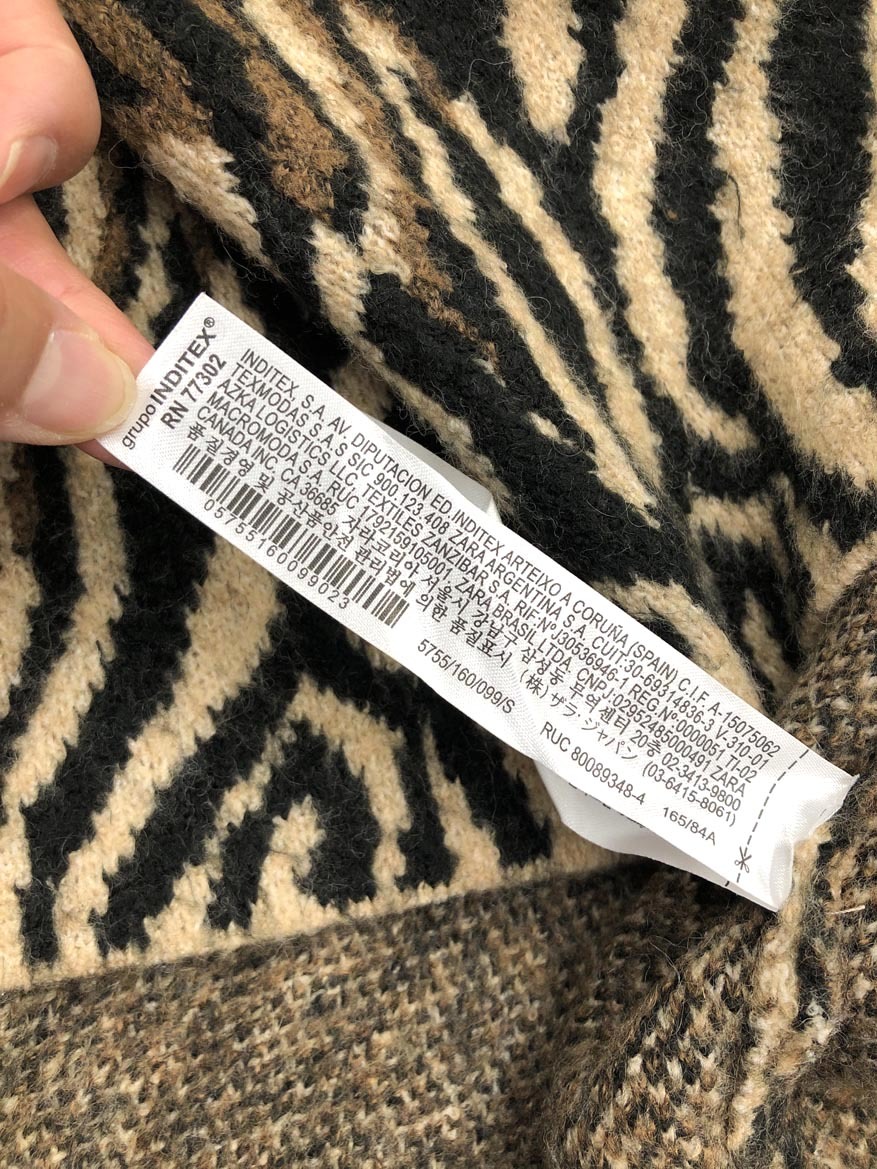 grupo INDITEX®
RN 77302
INDITEX, S.A. AV. DIPUTACION ED INDITEX ARTEIXO A CORUÑA (SPAIN) C.I.F. A-15075062
TEXMODAS S.A.S SIC 900.123.408 ZARA ARGENTINA S.A. CUIT:30-69314836-3 V-310-01
AZKA LOGISTICS LLC TEXTILES ZANZIBAR S.A. RIF:Nº J30536946-1 REG.Nº0000051 TI.02
MACROMODAS S.A. RUC 1792159105001 ZARA BRASIL LTDA. CNPJ:02952485000491 ZARA
CANADA INC. CA 36685 자라코리아 서울시 강남구 삼성동 무역센터 20층 02-3413-9800
품질경영 및 공산품안전 관리법에 의한 품질표시 (株) ザラ・ジャパン (03-6415-8061)
05755160099023
5755/160/099/S
RUC 80089348-4
165/84A